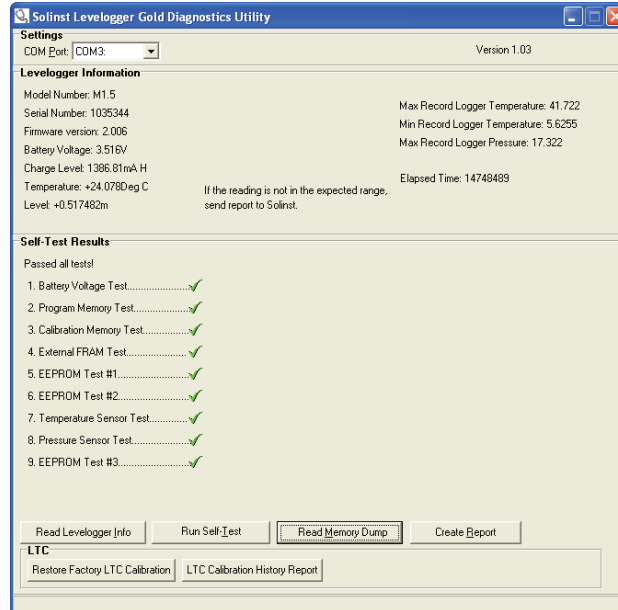 Solinst Levelogger Gold Diagnostics Utility
Settings
COM Port: COM3:
Version 1.03
Levelogger Information
Model Number: M1.5
Serial Number: 1035344
Firmware version: 2.006
Battery Voltage: 3.516V
Charge Level: 1386.81mA H
Temperature: +24.078Deg C
Level: +0.517482m
If the reading is not in the expected range,
send report to Solinst.
Max Record Logger Temperature: 41.722
Min Record Logger Temperature: 5.6255
Max Record Logger Pressure: 17.322
Elapsed Time: 14748489
Self-Test Results
Passed all tests!
1. Battery Voltage Test......................
2. Program Memory Test...................
3. Calibration Memory Test...............
4. External FRAM Test.....................
5. EEPROM Test #1.........................
6. EEPROM Test #2.........................
7. Temperature Sensor Test.............
8. Pressure Sensor Test...................
9. EEPROM Test #3.........................
Read Levelogger Info
Run Self-Test
Read Memory Dump
Create Report
LTC
Restore Factory LTC Calibration
LTC Calibration History Report